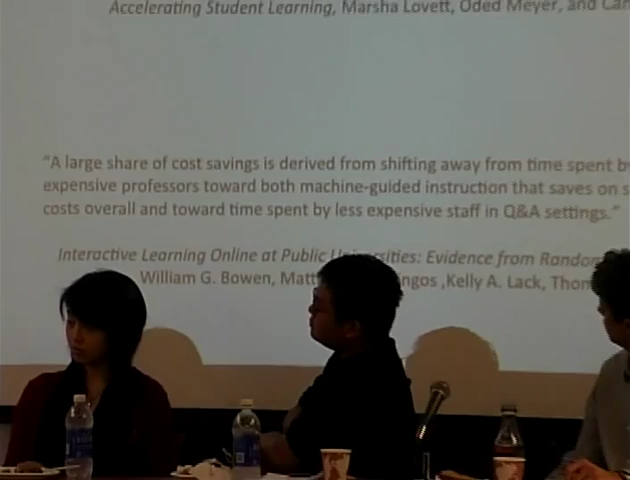 Accelerating Student Learning, Marsha Lovett, Oded Meyer, and
"A large share of cost savings is derived from shifting away from time spent
expensive professors toward both machine-guided instruction that saves on
costs overall and toward time spent by less expensive staff in Q&A settings."
Interactive Learning Online at Public Universities: Evidence from
William G. Bowen, ,Kelly A. Lack,